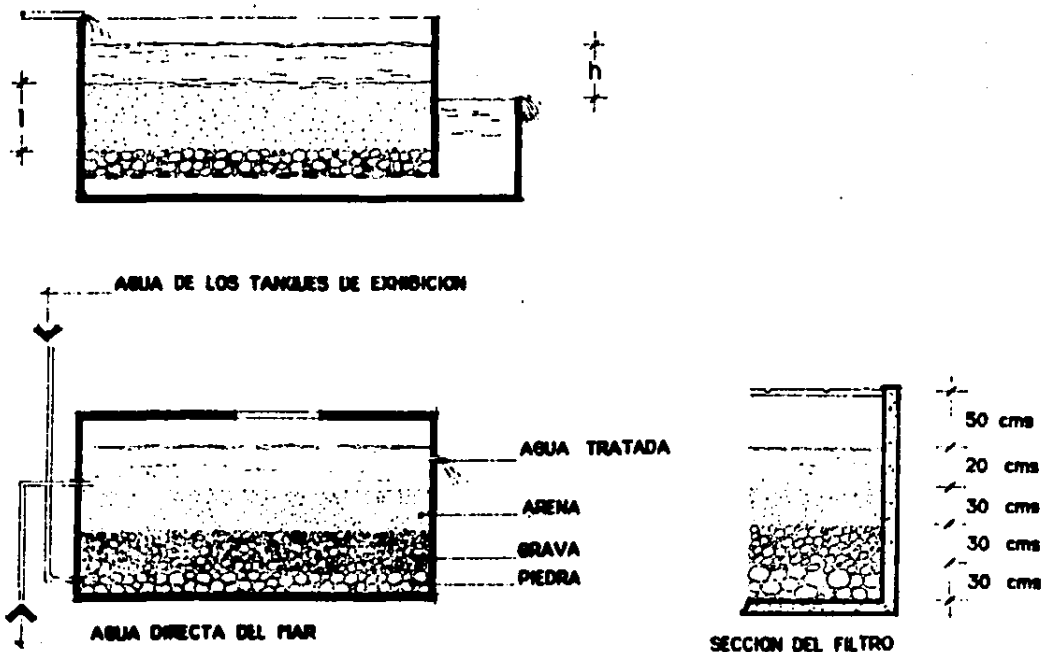 h
l
AGUA DE LOS TANQUES DE EXHIBICION
AGUA TRATADA
ARENA
GRAVA
PIEDRA
AGUA DIRECTA DEL MAR
50 cms
20 cms
30 cms
30 cms
30 cms
SECCION DEL FILTRO